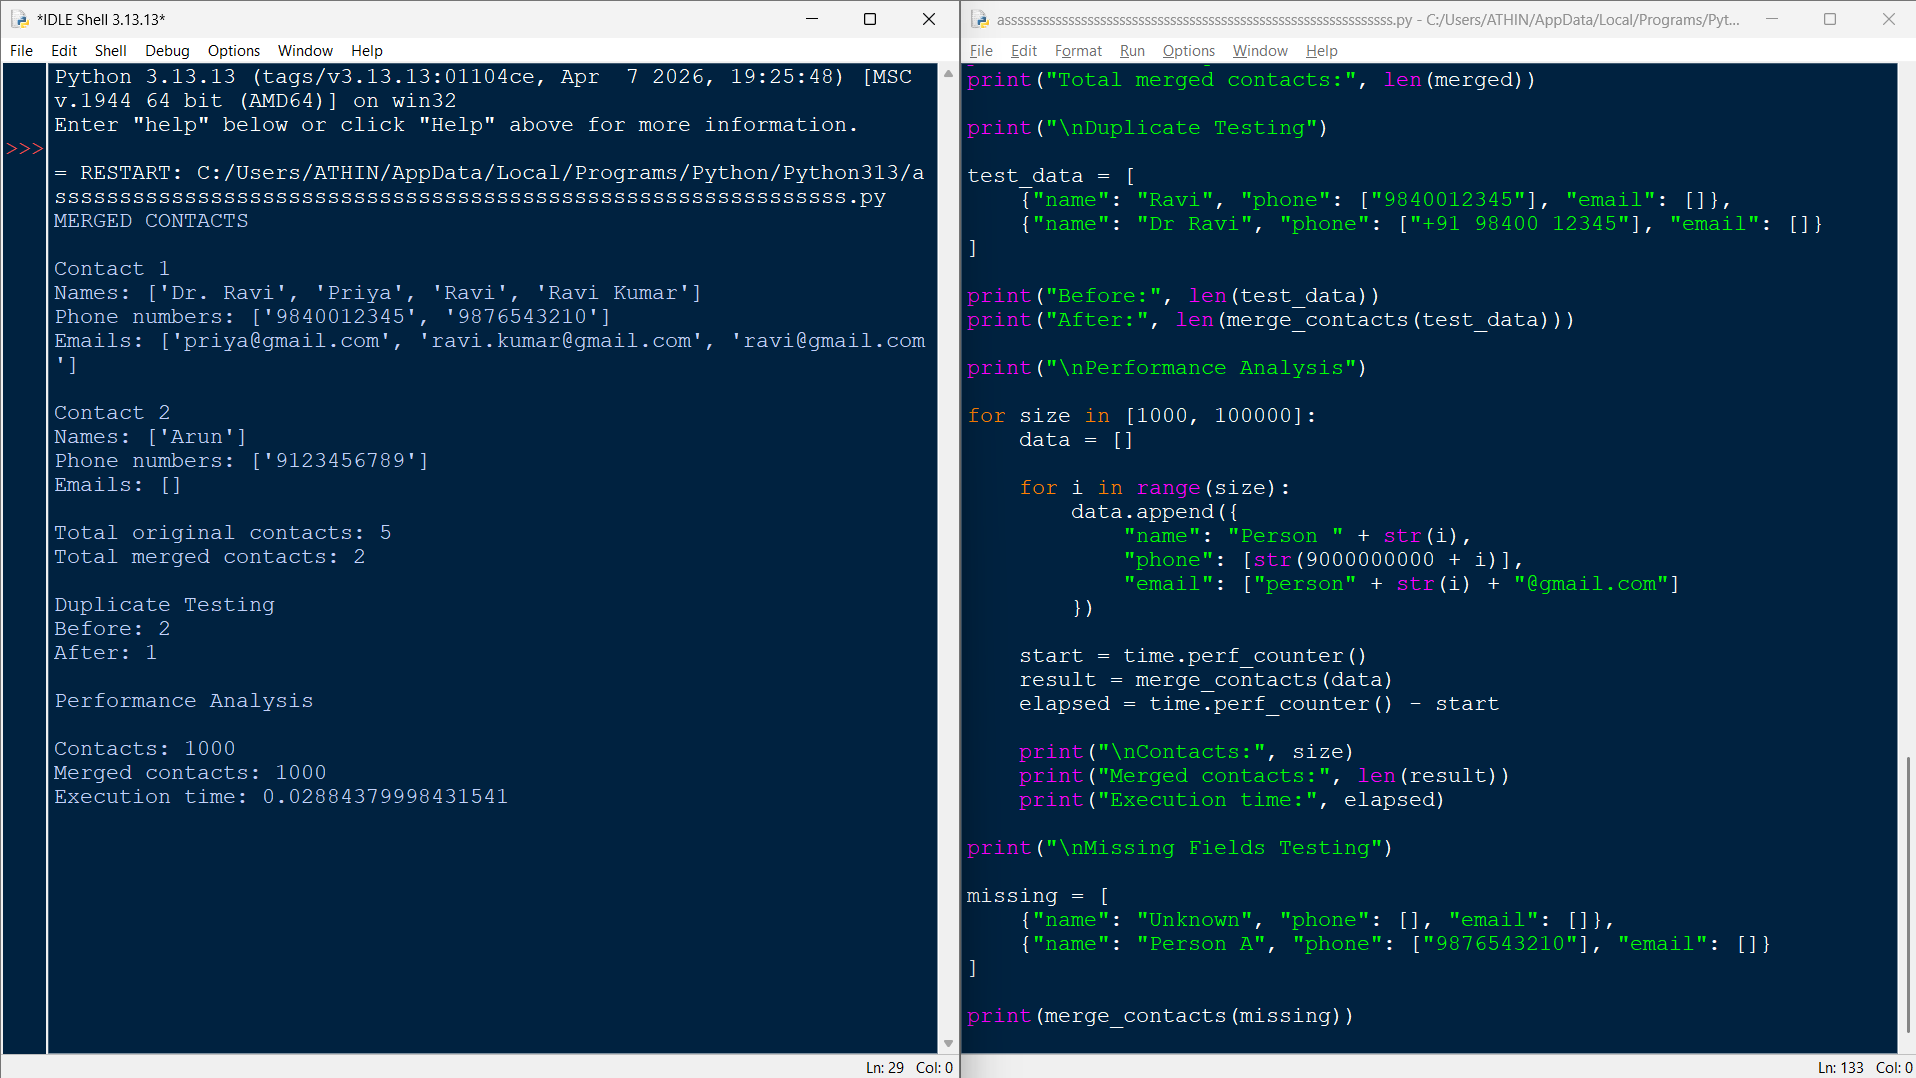 *IDLE Shell 3.13.13*
File Edit Shell Debug Options Window Help
Python 3.13.13 (tags/v3.13.13:01104ce, Apr  7 2026, 19:25:48) [MSC
v.1944 64 bit (AMD64)] on win32
Enter "help" below or click "Help" above for more information.
>>>
= RESTART: C:/Users/ATHIN/AppData/Local/Programs/Python/Python313/a
sssssssssssssssssssssssssssssssssssssssssssssssssssssssssssss.py
MERGED CONTACTS

Contact 1
Names: ['Dr. Ravi', 'Priya', 'Ravi', 'Ravi Kumar']
Phone numbers: ['9840012345', '9876543210']
Emails: ['priya@gmail.com', 'ravi.kumar@gmail.com', 'ravi@gmail.com
']

Contact 2
Names: ['Arun']
Phone numbers: ['9123456789']
Emails: []

Total original contacts: 5
Total merged contacts: 2

Duplicate Testing
Before: 2
After: 1

Performance Analysis

Contacts: 1000
Merged contacts: 1000
Execution time: 0.02884379998431541
Ln: 29 Col: 0
asssssssssssssssssssssssssssssssssssssssssssssssssssssssssssss.py - C:/Users/ATHIN/AppData/Local/Programs/Pyt...
File Edit Format Run Options Window Help
print("Total merged contacts:", len(merged))

print("\nDuplicate Testing")

test_data = [
    {"name": "Ravi", "phone": ["9840012345"], "email": []},
    {"name": "Dr Ravi", "phone": ["+91 98400 12345"], "email": []}
]

print("Before:", len(test_data))
print("After:", len(merge_contacts(test_data)))

print("\nPerformance Analysis")

for size in [1000, 100000]:
    data = []

    for i in range(size):
        data.append({
            "name": "Person " + str(i),
            "phone": [str(9000000000 + i)],
            "email": ["person" + str(i) + "@gmail.com"]
        })

    start = time.perf_counter()
    result = merge_contacts(data)
    elapsed = time.perf_counter() - start

    print("\nContacts:", size)
    print("Merged contacts:", len(result))
    print("Execution time:", elapsed)

print("\nMissing Fields Testing")

missing = [
    {"name": "Unknown", "phone": [], "email": []},
    {"name": "Person A", "phone": ["9876543210"], "email": []}
]

print(merge_contacts(missing))
Ln: 133 Col: 0